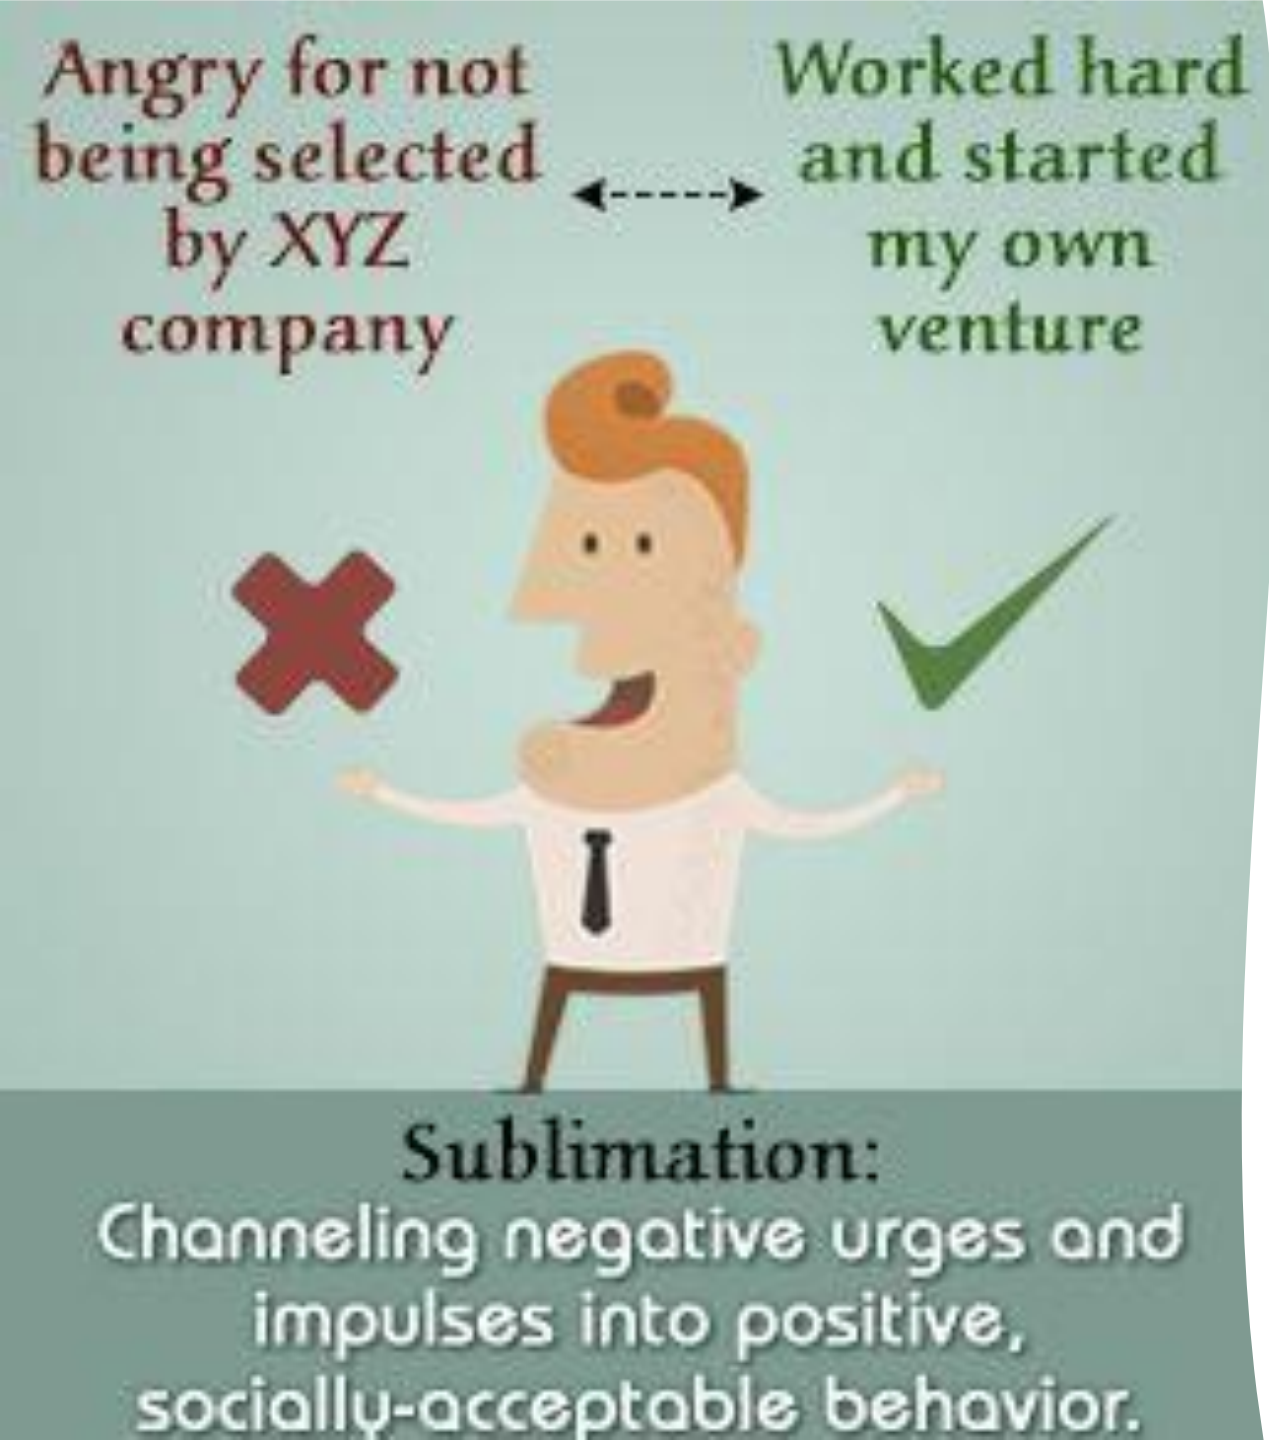 Angry for not
being selected
by XYZ
company
Worked hard
and started
my own
venture
Sublimation:
Channeling negative urges and
impulses into positive,
socially-acceptable behavior.